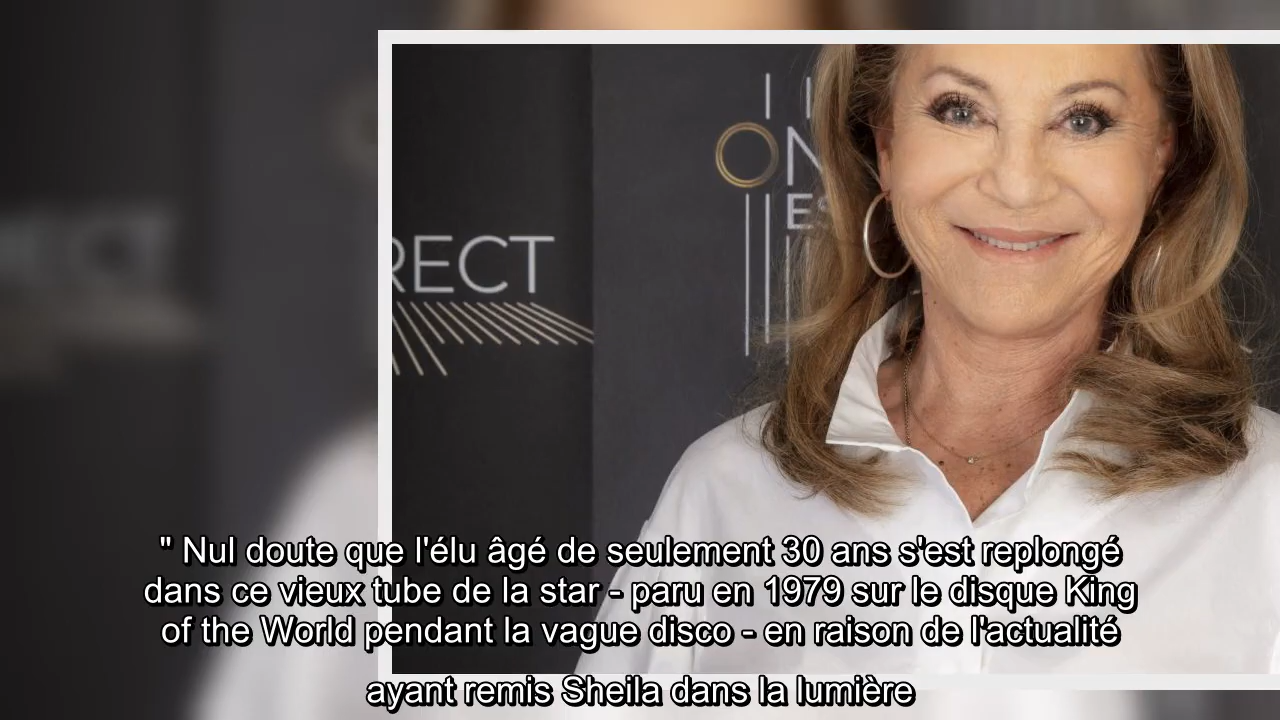 ON
ES
RECT
" Nul doute que l'élu âgé de seulement 30 ans s'est replongé
dans ce vieux tube de la star - paru en 1979 sur le disque King
of the World pendant la vague disco - en raison de l'actualité
ayant remis Sheila dans la lumière